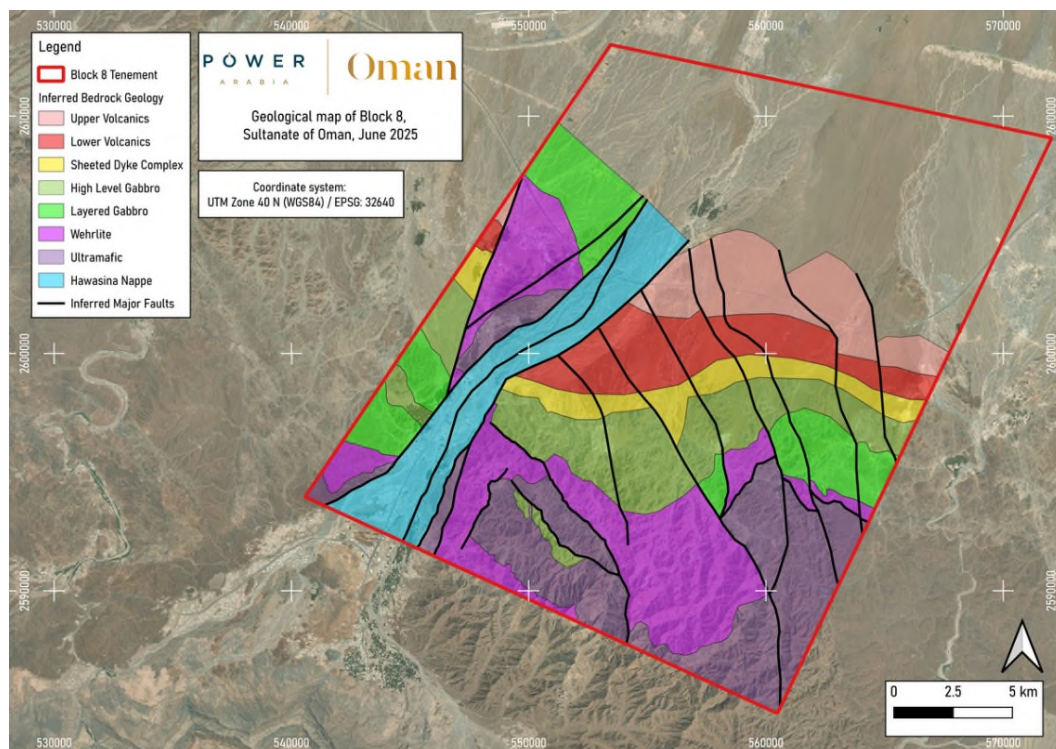 530000
540000
550000
560000
570000
Legend
Block 8 Tenement
Inferred Bedrock Geology
Upper Volcanics
Lower Volcanics
Sheeted Dyke Complex
High Level Gabbro
Layered Gabbro
Wehrlite
Ultramafic
Hawasina Nappe
Inferred Major Faults
POWER
ARABIA
Oman
Geological map of Block 8,
Sultanate of Oman, June 2025
Coordinate system:
UTM Zone 40 N (WGS84) / EPSG: 32640
2610000
2610000
2600000
2600000
2590000
2590000
0 2.5 5 km
530000
540000
550000
560000
570000